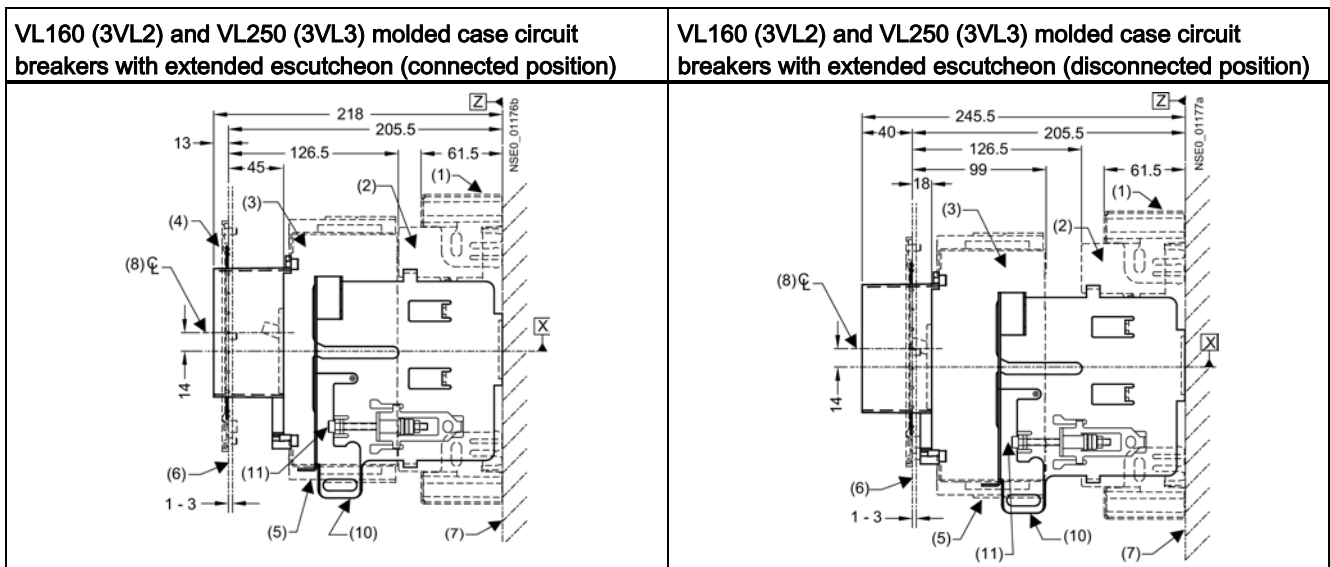 VL160 (3VL2) and VL250 (3VL3) molded case circuit
breakers with extended escutcheon (connected position)
Z
218
205.5
13
126.5
61.5
45
(1)
(2)
(3)
(4)
(8) ℄
X
14
(6)
(11)
1 - 3
(5)
(10)
(7)
NSE0_01176b
VL160 (3VL2) and VL250 (3VL3) molded case circuit
breakers with extended escutcheon (disconnected position)
Z
245.5
40
205.5
126.5
99
61.5
18
(1)
(3)
(2)
(8) ℄
X
14
(6)
1 - 3
(5)
(10)
(11)
(7)
NSE0_01177a